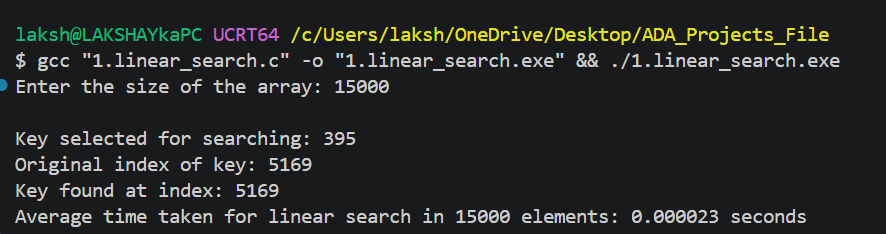 laksh@LAKSHAYkaPC UCRT64 /c/Users/laksh/OneDrive/Desktop/ADA_Projects_File
$ gcc "1.linear_search.c" -o "1.linear_search.exe" && ./1.linear_search.exe
Enter the size of the array: 15000
Key selected for searching: 395
Original index of key: 5169
Key found at index: 5169
Average time taken for linear search in 15000 elements: 0.000023 seconds